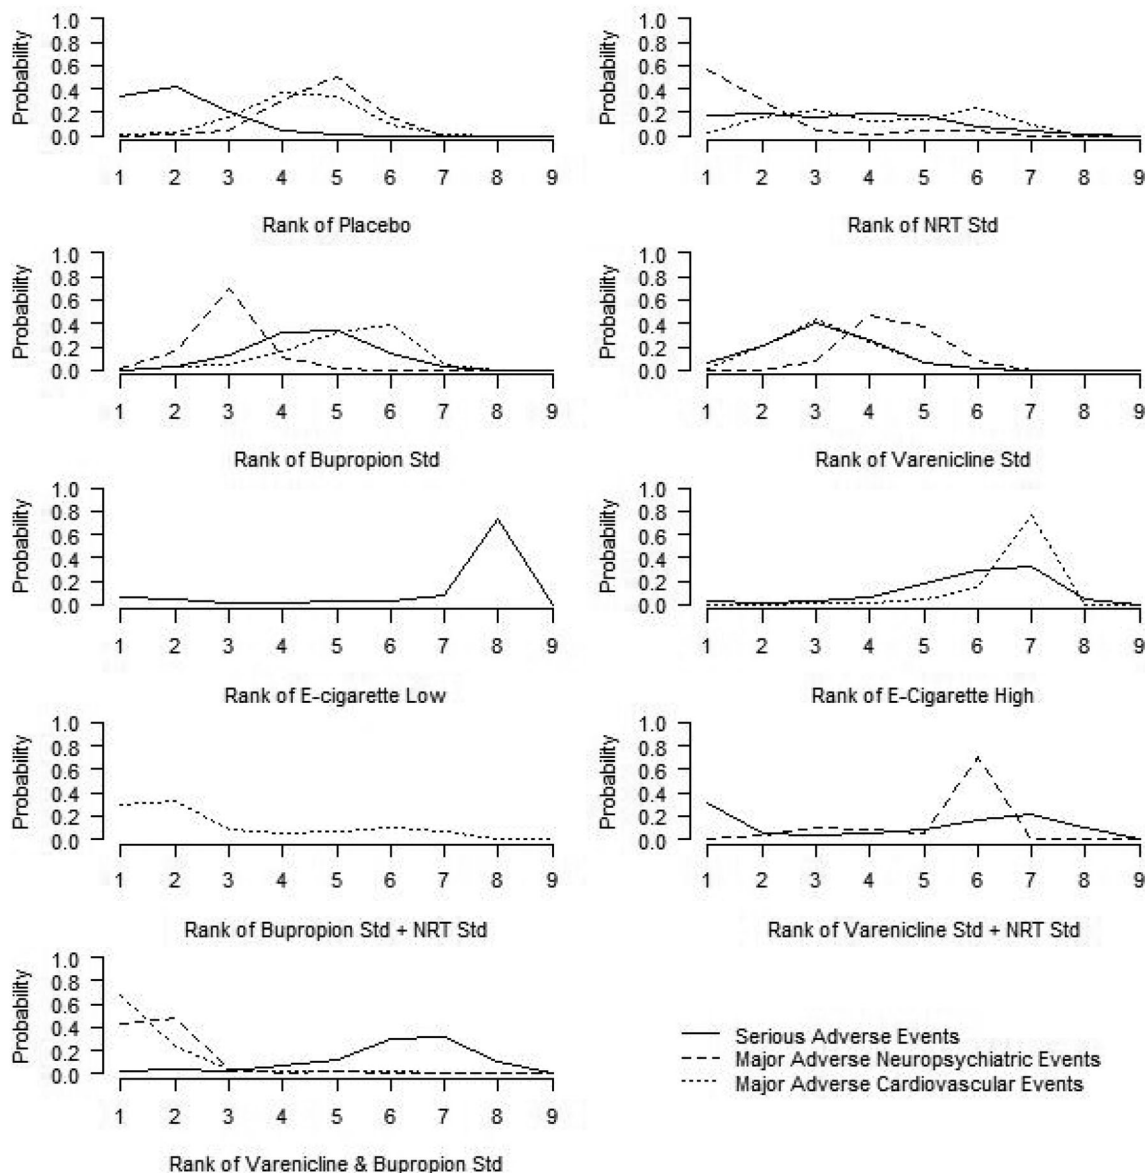 Probability
1.0
0.8
0.6
0.4
0.2
0.0
1 2 3 4 5 6 7 8 9
Rank of Placebo
Probability
1.0
0.8
0.6
0.4
0.2
0.0
1 2 3 4 5 6 7 8 9
Rank of NRT Std
Probability
1.0
0.8
0.6
0.4
0.2
0.0
1 2 3 4 5 6 7 8 9
Rank of Bupropion Std
Probability
1.0
0.8
0.6
0.4
0.2
0.0
1 2 3 4 5 6 7 8 9
Rank of Varenicline Std
Probability
1.0
0.8
0.6
0.4
0.2
0.0
1 2 3 4 5 6 7 8 9
Rank of E-cigarette Low
Probability
1.0
0.8
0.6
0.4
0.2
0.0
1 2 3 4 5 6 7 8 9
Rank of E-Cigarette High
Probability
1.0
0.8
0.6
0.4
0.2
0.0
1 2 3 4 5 6 7 8 9
Rank of Bupropion Std + NRT Std
Probability
1.0
0.8
0.6
0.4
0.2
0.0
1 2 3 4 5 6 7 8 9
Rank of Varenicline Std + NRT Std
Probability
1.0
0.8
0.6
0.4
0.2
0.0
1 2 3 4 5 6 7 8 9
Rank of Varenicline & Bupropion Std
Serious Adverse Events
Major Adverse Neuropsychiatric Events
Major Adverse Cardiovascular Events